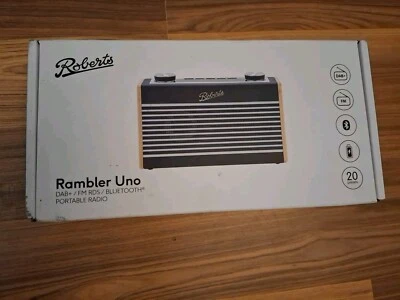 Roberts
Roberts
DAB+
FM
Rambler Uno
DAB+ / FM RDS / BLUETOOTH®
PORTABLE RADIO
20